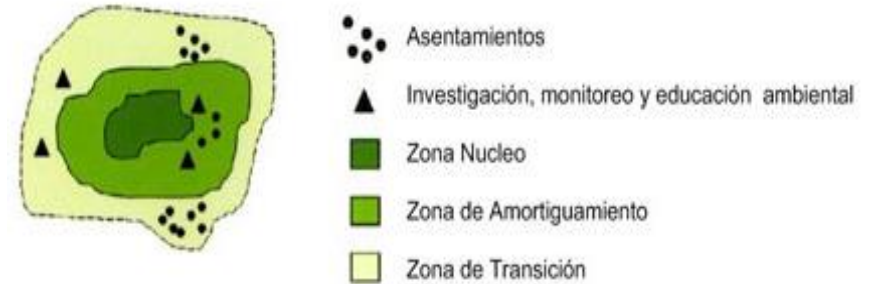 Asentamientos
Investigación, monitoreo y educación ambiental
Zona Nucleo
Zona de Amortiguamiento
Zona de Transición